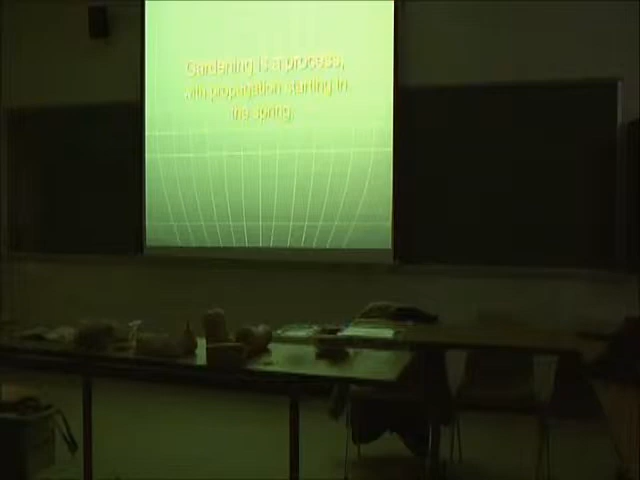 Gardening is a process,
with propagation starting in
the spring.